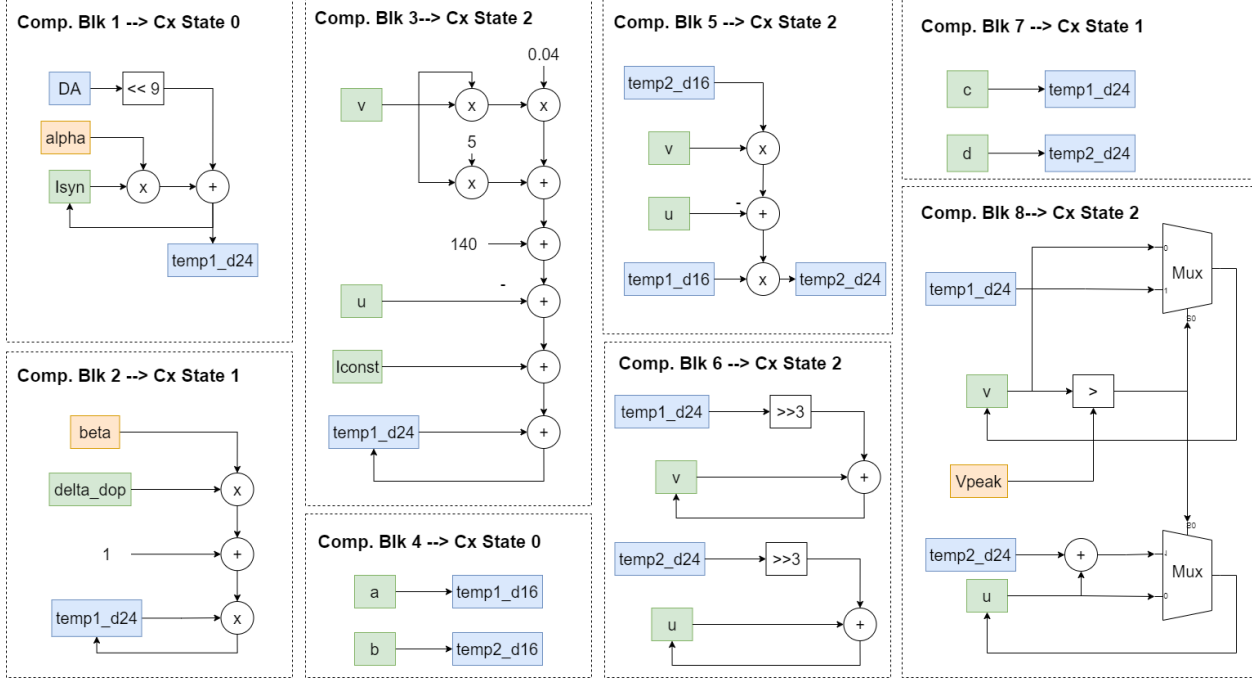 Comp. Blk 1 --> Cx State 0
DA
<< 9
alpha
Isyn
x
+
temp1_d24
Comp. Blk 2 --> Cx State 1
beta
delta_dop
x
1
+
temp1_d24
x
Comp. Blk 3--> Cx State 2
0.04
v
x
x
5
x
+
140
+
-
u
+
Iconst
+
temp1_d24
+
Comp. Blk 4 --> Cx State 0
a
temp1_d16
b
temp2_d16
Comp. Blk 5 --> Cx State 2
temp2_d16
v
x
-
u
+
temp1_d16
x
temp2_d24
Comp. Blk 6 --> Cx State 2
temp1_d24
>>3
v
+
temp2_d24
>>3
u
+
Comp. Blk 7 --> Cx State 1
c
temp1_d24
d
temp2_d24
Comp. Blk 8--> Cx State 2
0
Mux
temp1_d24
1
S0
v
>
Vpeak
S0
temp2_d24
+
1
Mux
u
0